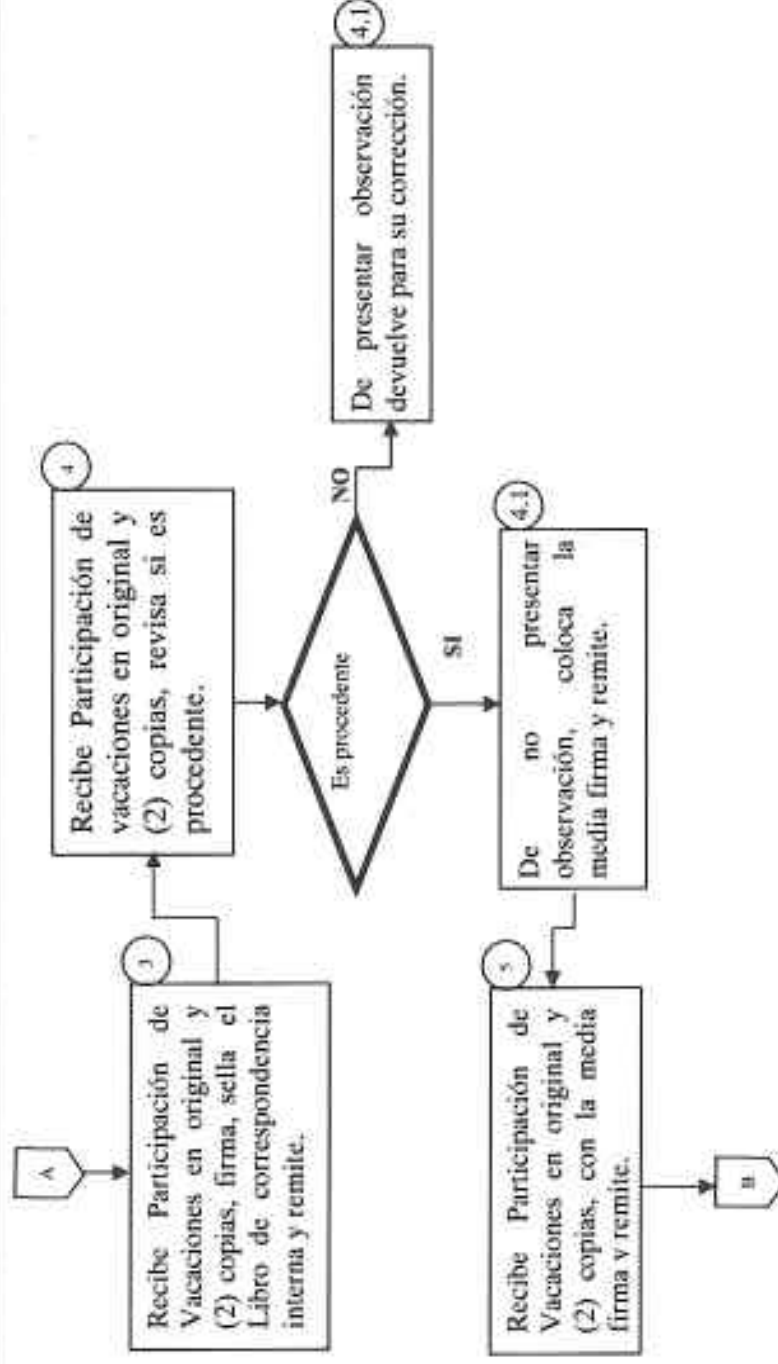 A
3
Recibe Participación de
Vacaciones en original y
(2) copias, firma, sella el
Libro de correspondencia
interna y remite.
4
Recibe Participación de
vacaciones en original y
(2) copias, revisa si es
procedente.
Es procedente
NO
4.1
De presentar observación
devuelve para su corrección.
SI
4.1
De no presentar
observación, coloca la
media firma y remite.
5
Recibe Participación de
Vacaciones en original y
(2) copias, con la media
firma y remite.
B